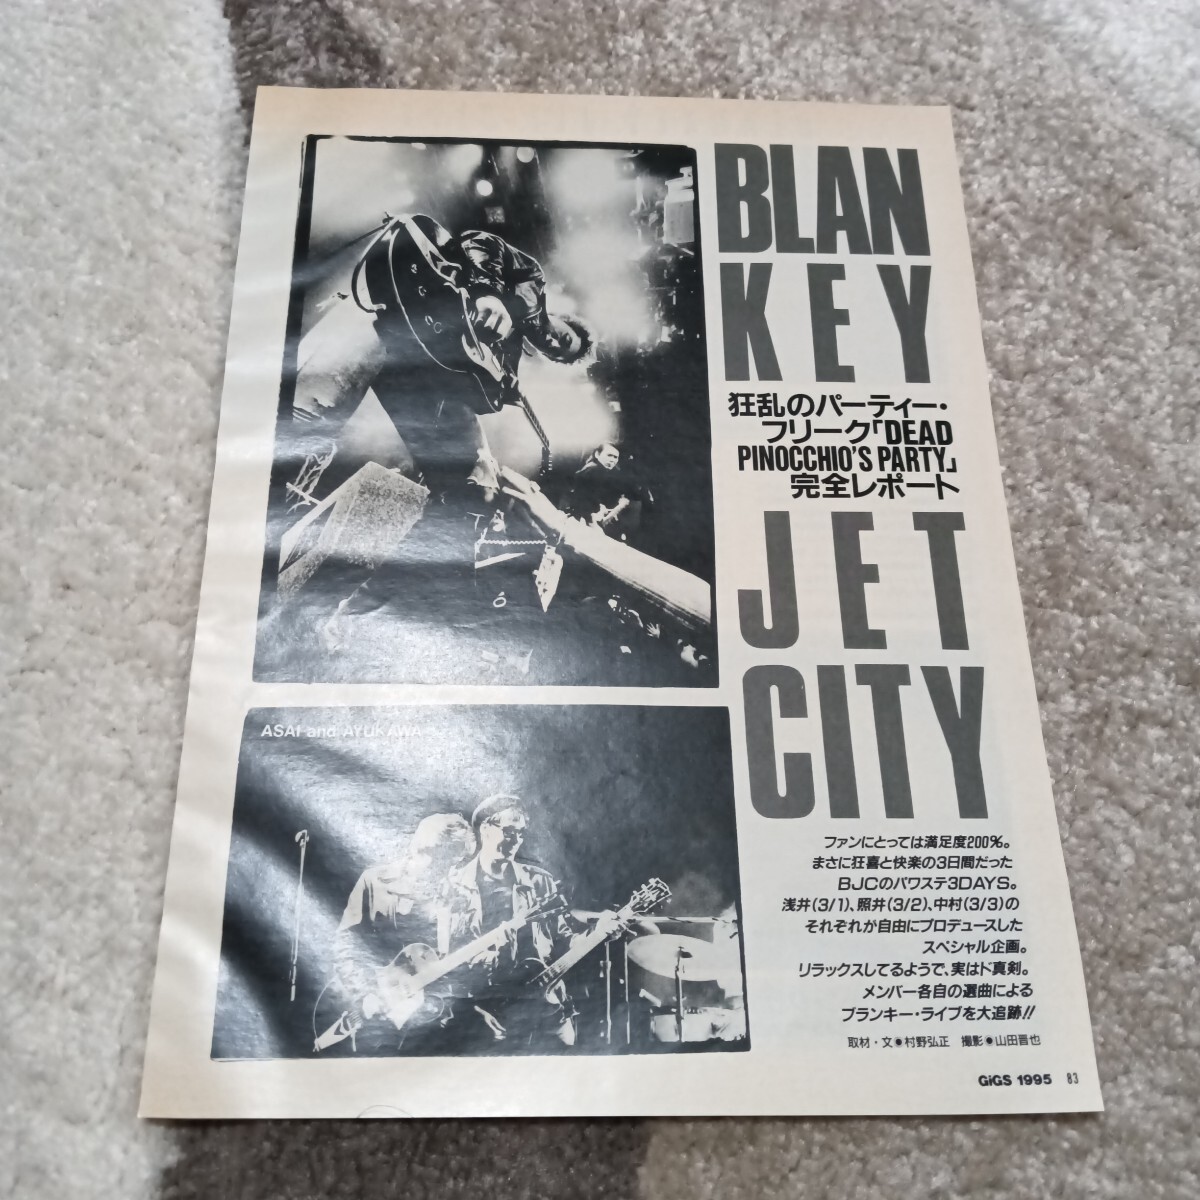 BLAN
KEY
狂乱のパーティー・
フリーク「DEAD
PINOCCHIO'S PARTY」
完全レポート
JET
CITY
ASAI and AYUKAWA
ファンにとっては満足度200%。
まさに狂喜と快楽の3日間だった
BJCのパワステ3DAYS。
浅井(3/1)、照井(3/2)、中村(3/3)の
それぞれが自由にプロデュースした
スペシャル企画。
リラックスしてるようで、実はド真剣。
メンバー各自の選曲による
ブランキー・ライブを大追跡!!
取材・文●村野弘正 撮影●山田晋也
GiGS 1995 83